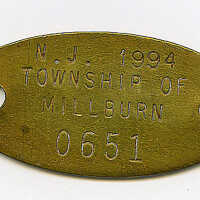 N.J. 1994
TOWNSHIP OF
MILLBURN
0651